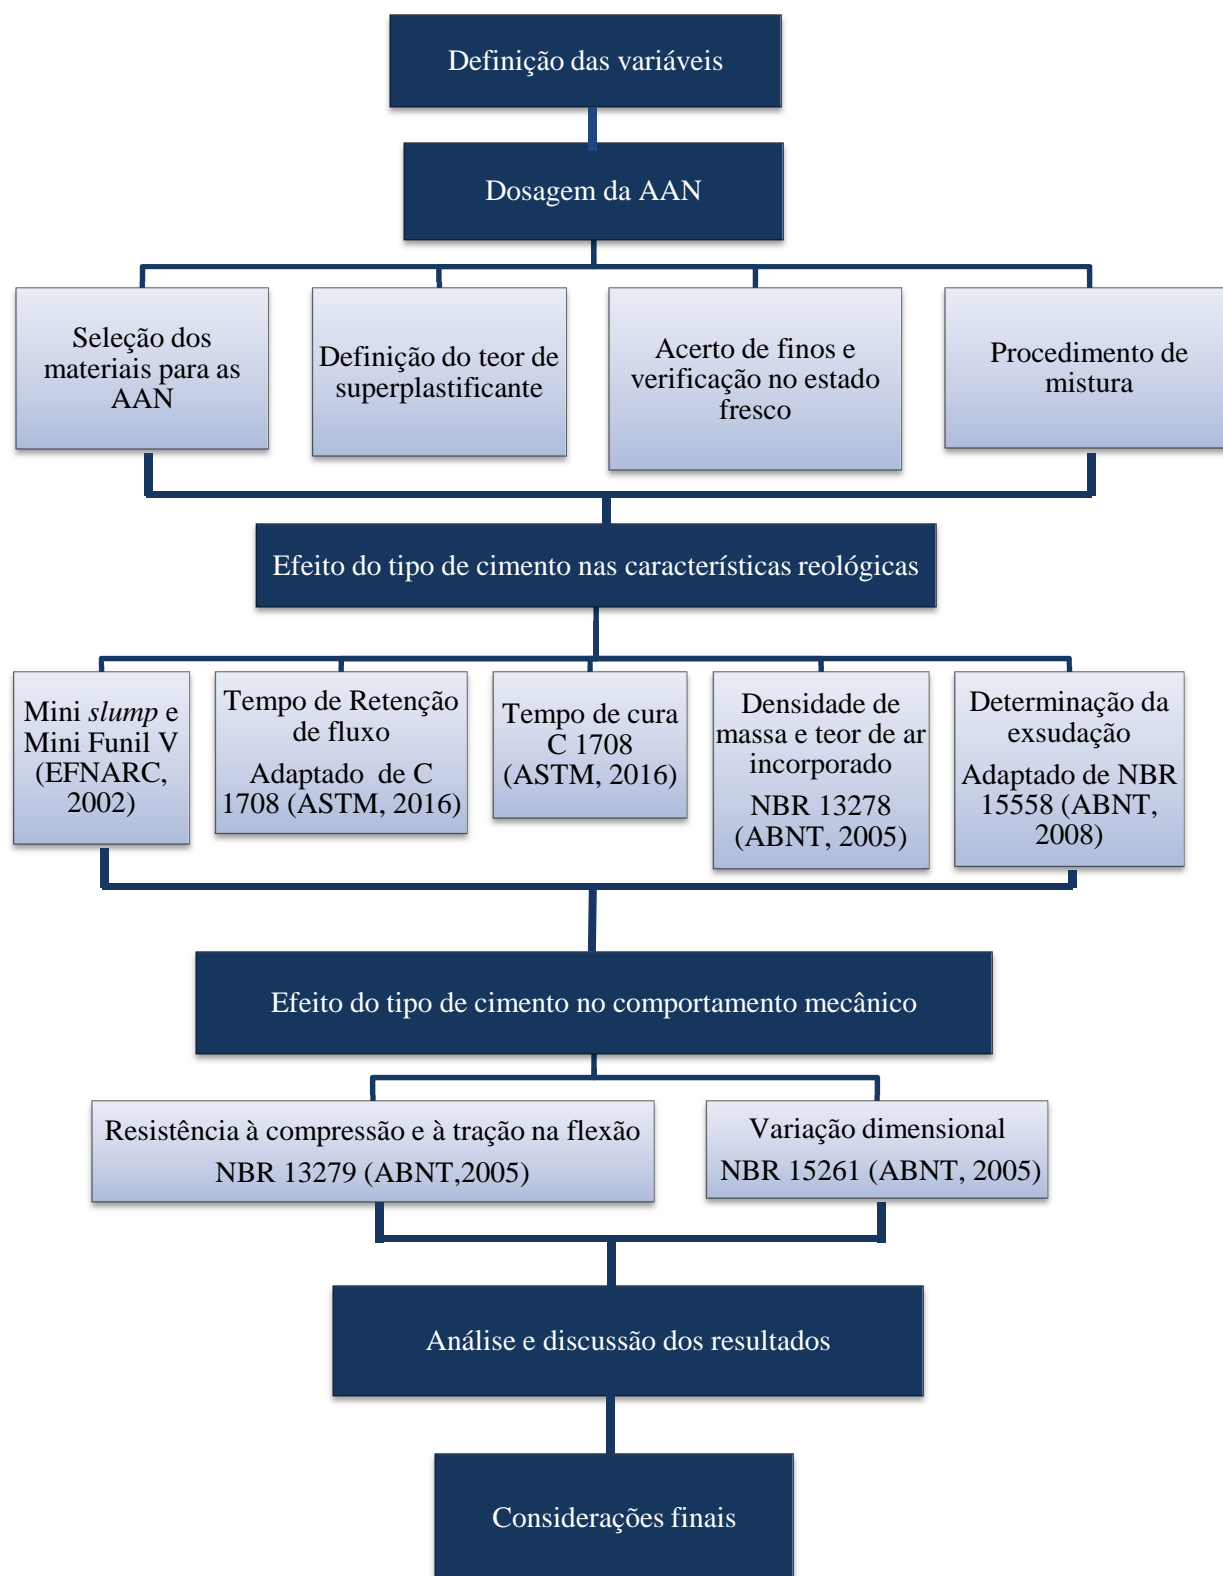 Definição das variáveis
Dosagem da AAN
Seleção dos
materiais para as
AAN
Definição do teor de
superplastificante
Acerto de finos e
verificação no estado
fresco
Procedimento de
mistura
Efeito do tipo de cimento nas características reológicas
Mini slump e
Mini Funil V
(EFNARC,
2002)
Tempo de Retenção
de fluxo
Adaptado de C
1708 (ASTM, 2016)
Tempo de cura
C 1708
(ASTM, 2016)
Densidade de
massa e teor de ar
incorporado
NBR 13278
(ABNT, 2005)
Determinação da
exsudação
Adaptado de NBR
15558 (ABNT,
2008)
Efeito do tipo de cimento no comportamento mecânico
Resistência à compressão e à tração na flexão
NBR 13279 (ABNT,2005)
Variação dimensional
NBR 15261 (ABNT, 2005)
Análise e discussão dos resultados
Considerações finais